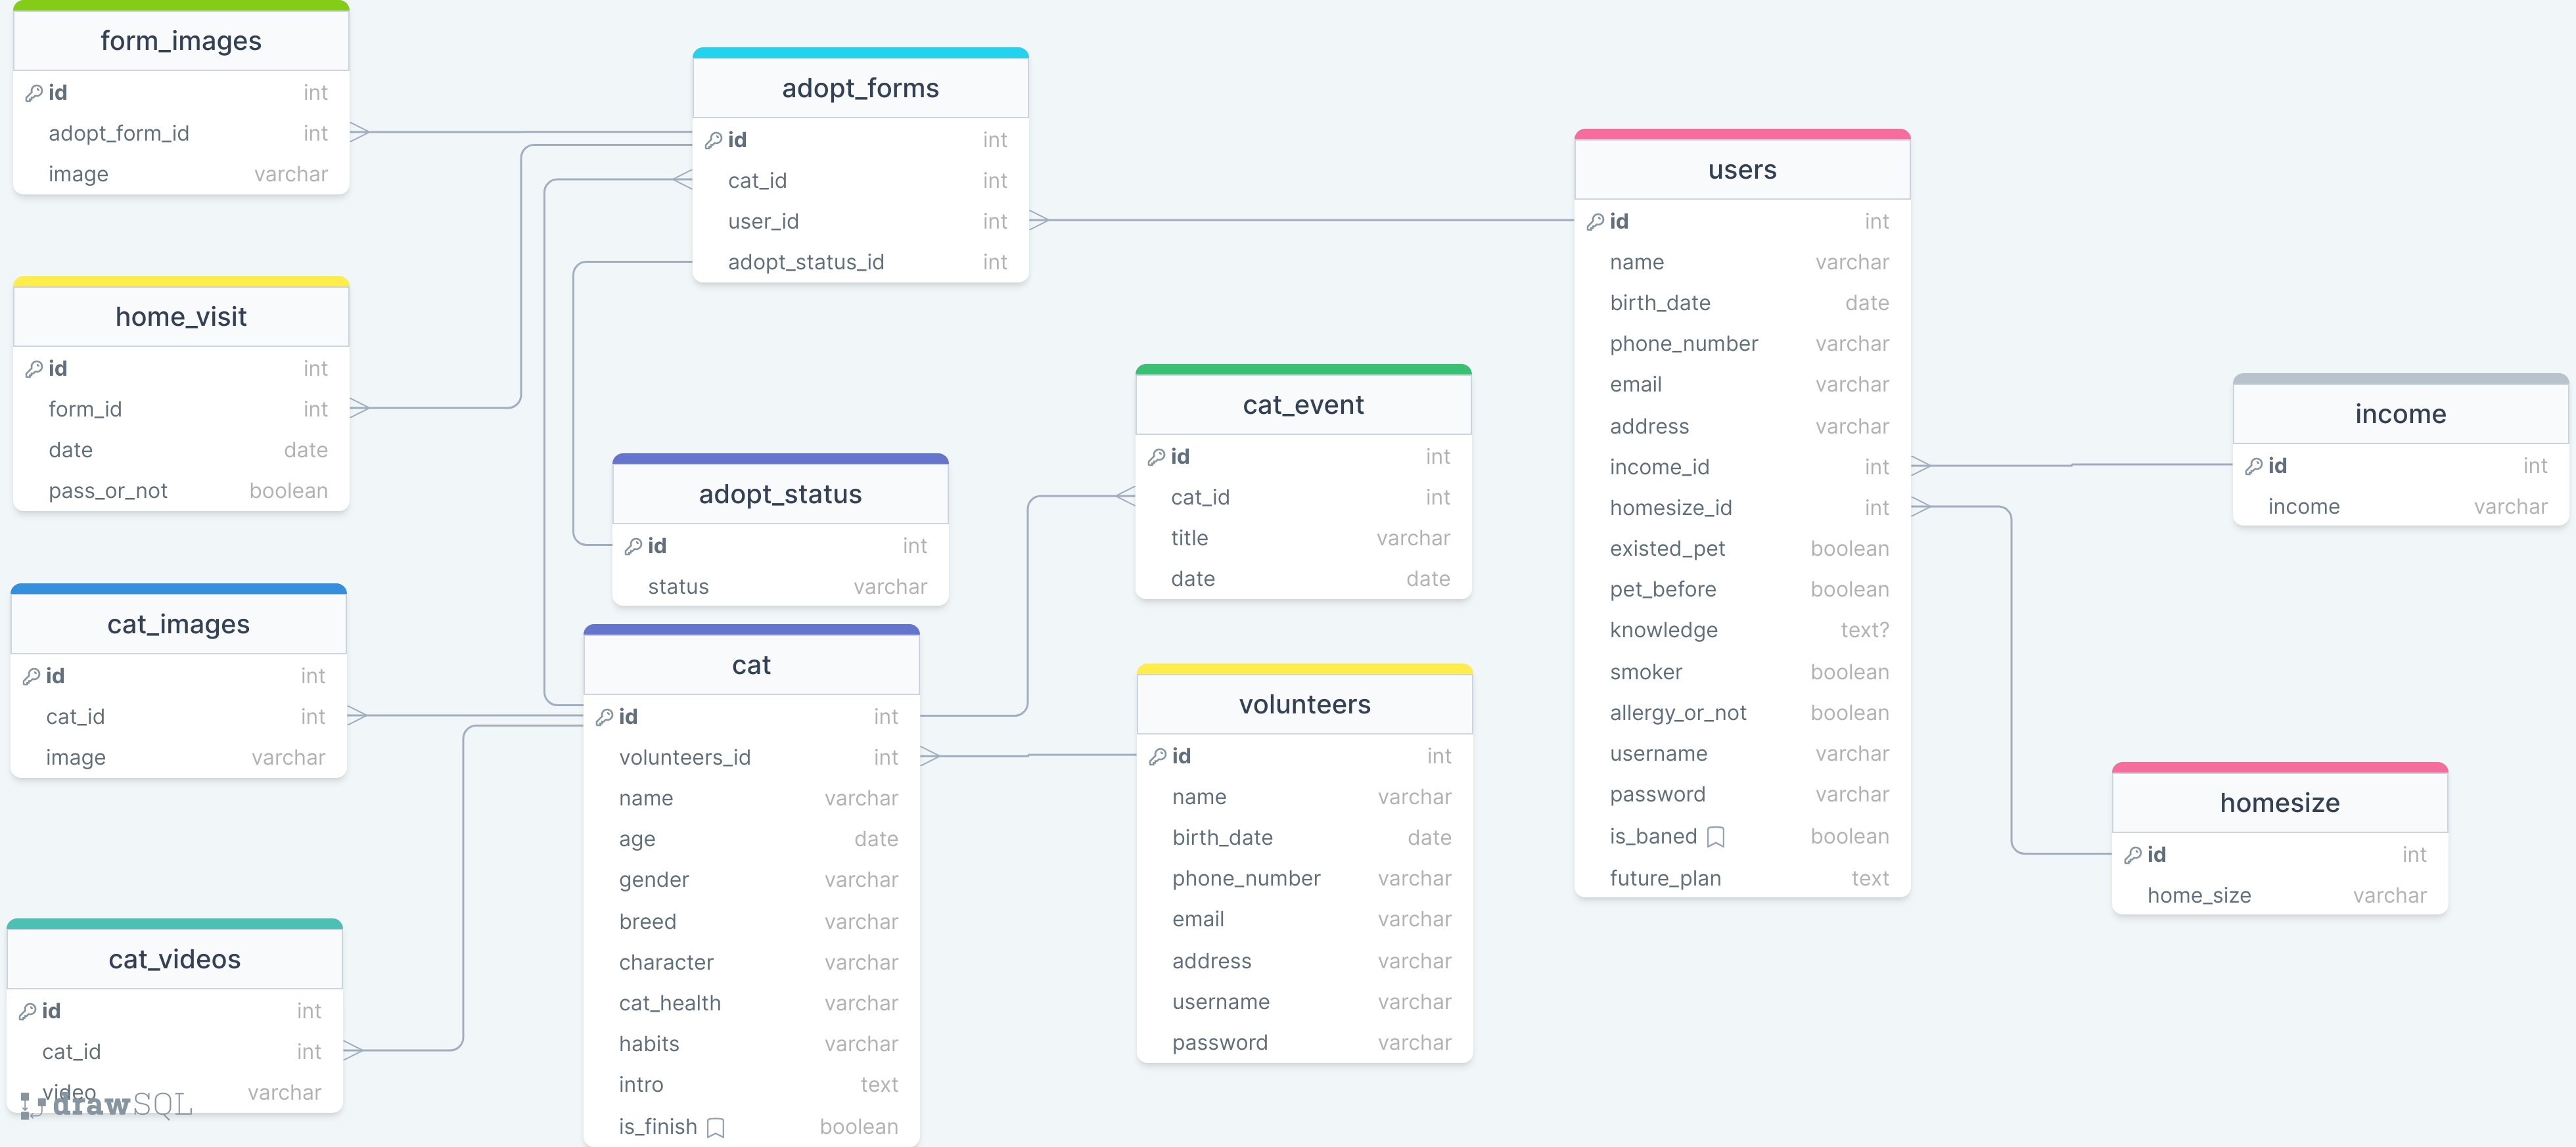 form_images
id int
adopt_form_id int
image varchar
home_visit
id int
form_id int
date date
pass_or_not boolean
cat_images
id int
cat_id int
image varchar
cat_videos
id int
cat_id int
video varchar
drawSQL
adopt_forms
id int
cat_id int
user_id int
adopt_status_id int
adopt_status
id int
status varchar
cat
id int
volunteers_id int
name varchar
age date
gender varchar
breed varchar
character varchar
cat_health varchar
habits varchar
intro text
is_finish boolean
cat_event
id int
cat_id int
title varchar
date date
volunteers
id int
name varchar
birth_date date
phone_number varchar
email varchar
address varchar
username varchar
password varchar
users
id int
name varchar
birth_date date
phone_number varchar
email varchar
address varchar
income_id int
homesize_id int
existed_pet boolean
pet_before boolean
knowledge text?
smoker boolean
allergy_or_not boolean
username varchar
password varchar
is_baned boolean
future_plan text
income
id int
income varchar
homesize
id int
home_size varchar